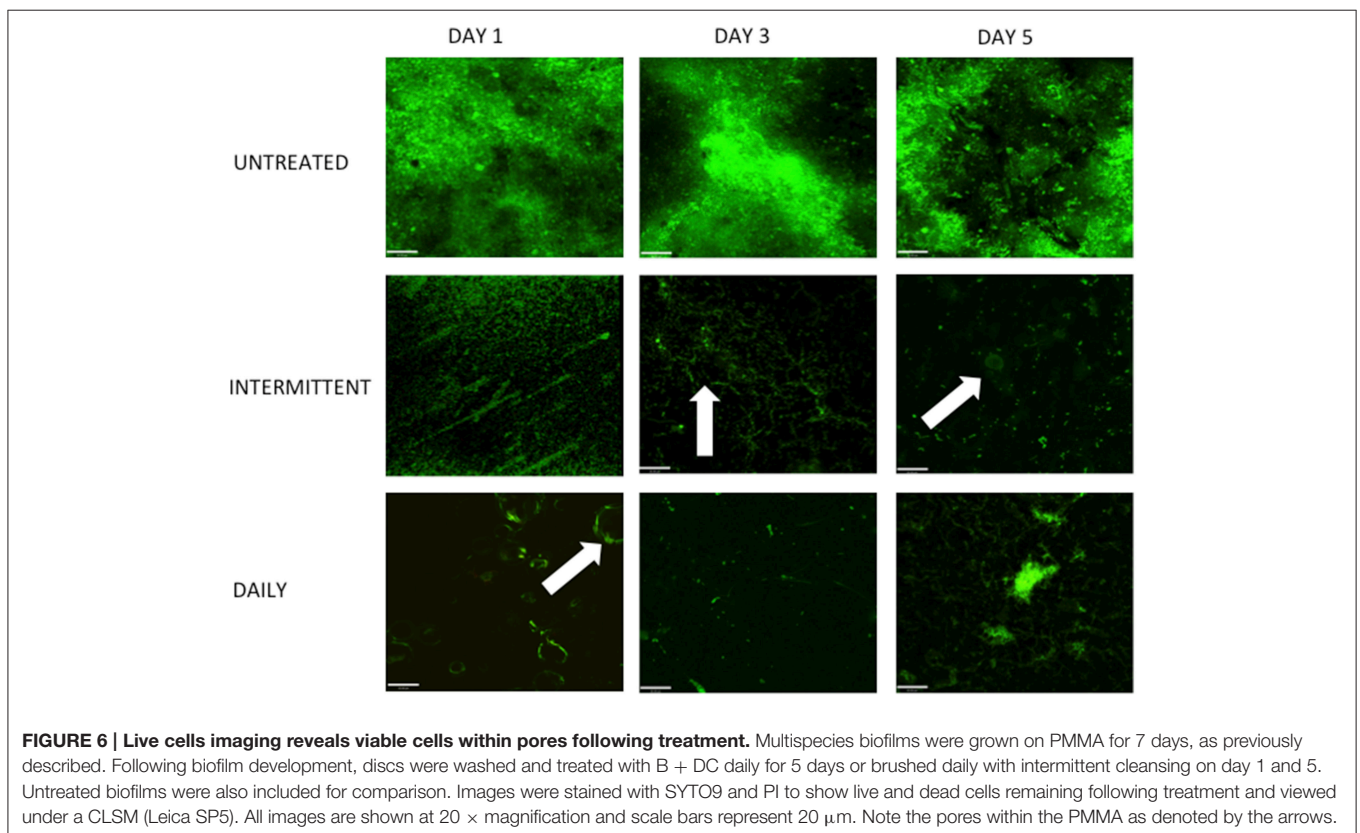 DAY 1 DAY 3 DAY 5
UNTREATED
INTERMITTENT
DAILY
FIGURE 6 | Live cells imaging reveals viable cells within pores following treatment. Multispecies biofilms were grown on PMMA for 7 days, as previously
described. Following biofilm development, discs were washed and treated with B + DC daily for 5 days or brushed daily with intermittent cleansing on day 1 and 5.
Untreated biofilms were also included for comparison. Images were stained with SYTO9 and PI to show live and dead cells remaining following treatment and viewed
under a CLSM (Leica SP5). All images are shown at 20 × magnification and scale bars represent 20 μm. Note the pores within the PMMA as denoted by the arrows.